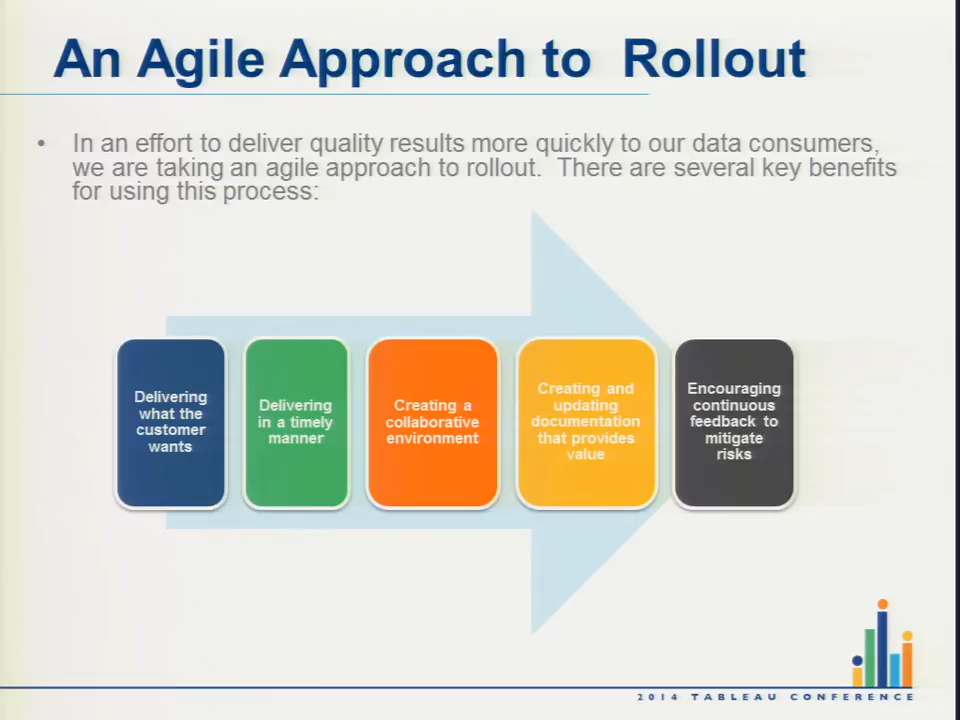 An Agile Approach to Rollout
• In an effort to deliver quality results more quickly to our data consumers,
we are taking an agile approach to rollout. There are several key benefits
for using this process:
Delivering
what the
customer
wants
Delivering
in a timely
manner
Creating a
collaborative
environment
Creating and
updating
documentation
that provides
value
Encouraging
continuous
feedback to
mitigate
risks
2014 TABLEAU CONFERENCE